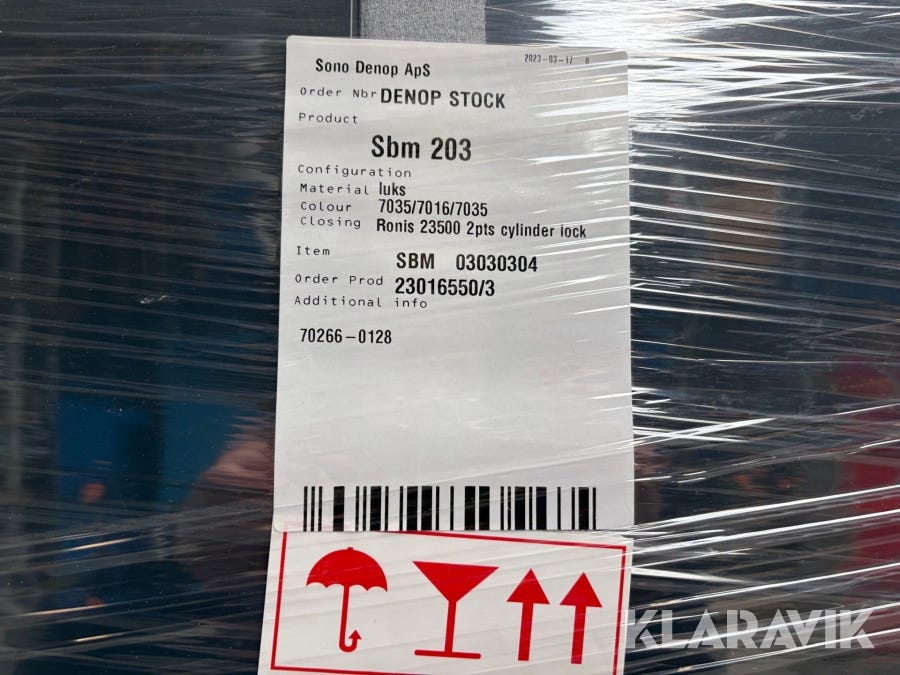 Sono Denop ApS 2023-03-17 0
Order Nbr DENOP STOCK
Product
Sbm 203
Configuration
Material luks
Colour 7035/7016/7035
Closing Ronis 23500 2pts cylinder lock
Item SBM 03030304
Order Prod 23016550/3
Additional info
70266-0128
KLARAVIK